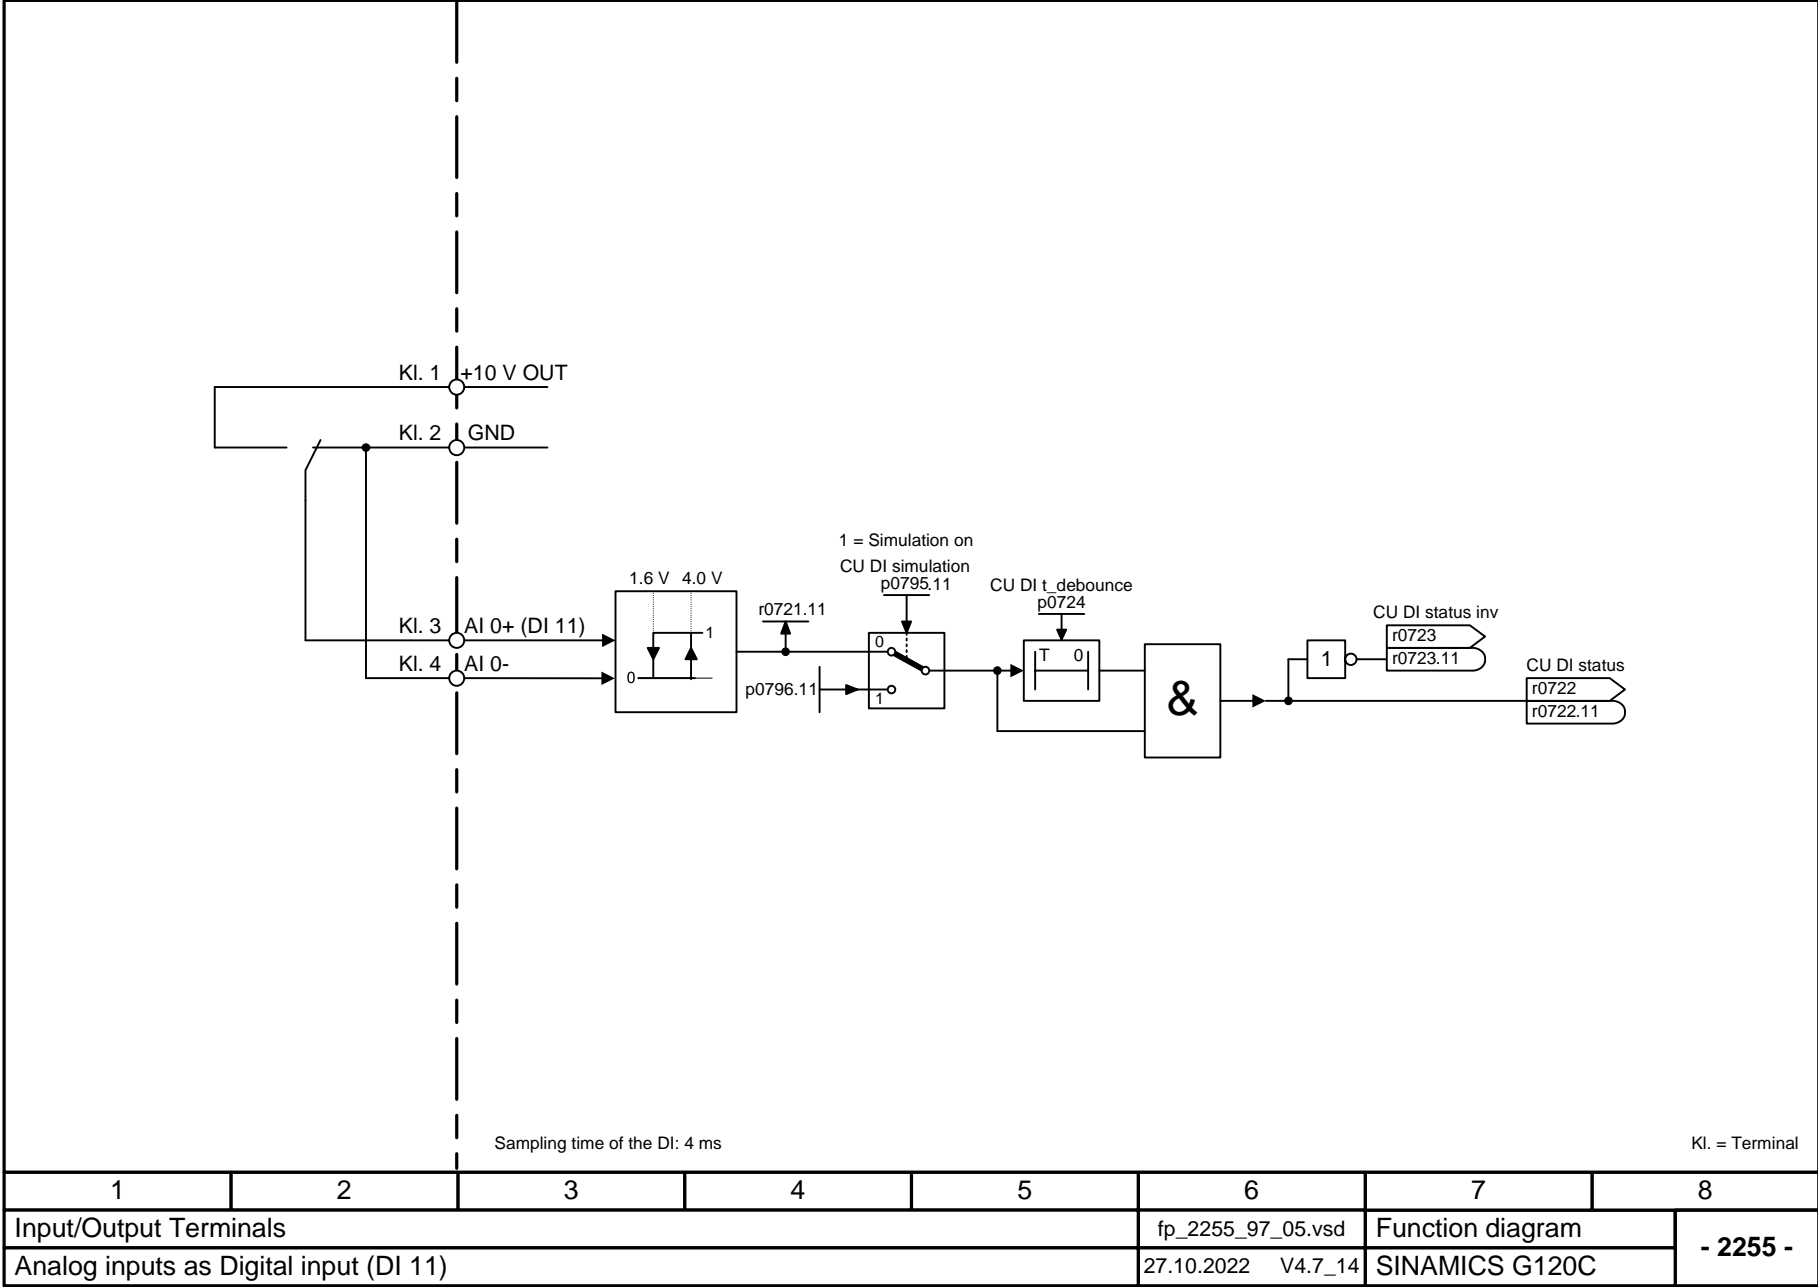 Kl. 1 +10 V OUT
Kl. 2 GND
1 = Simulation on
CU DI simulation
p0795.11
1.6 V 4.0 V
CU DI t_debounce
p0724
r0721.11
CU DI status inv
r0723
r0723.11
Kl. 3 AI 0+ (DI 11)
1
0
T 0
1
Kl. 4 AI 0-
0
p0796.11
1
&
CU DI status
r0722
r0722.11
Sampling time of the DI: 4 ms
Kl. = Terminal
1 2 3 4 5 6 7 8
Input/Output Terminals
fp_2255_97_05.vsd
Function diagram
- 2255 -
Analog inputs as Digital input (DI 11)
27.10.2022 V4.7_14
SINAMICS G120C